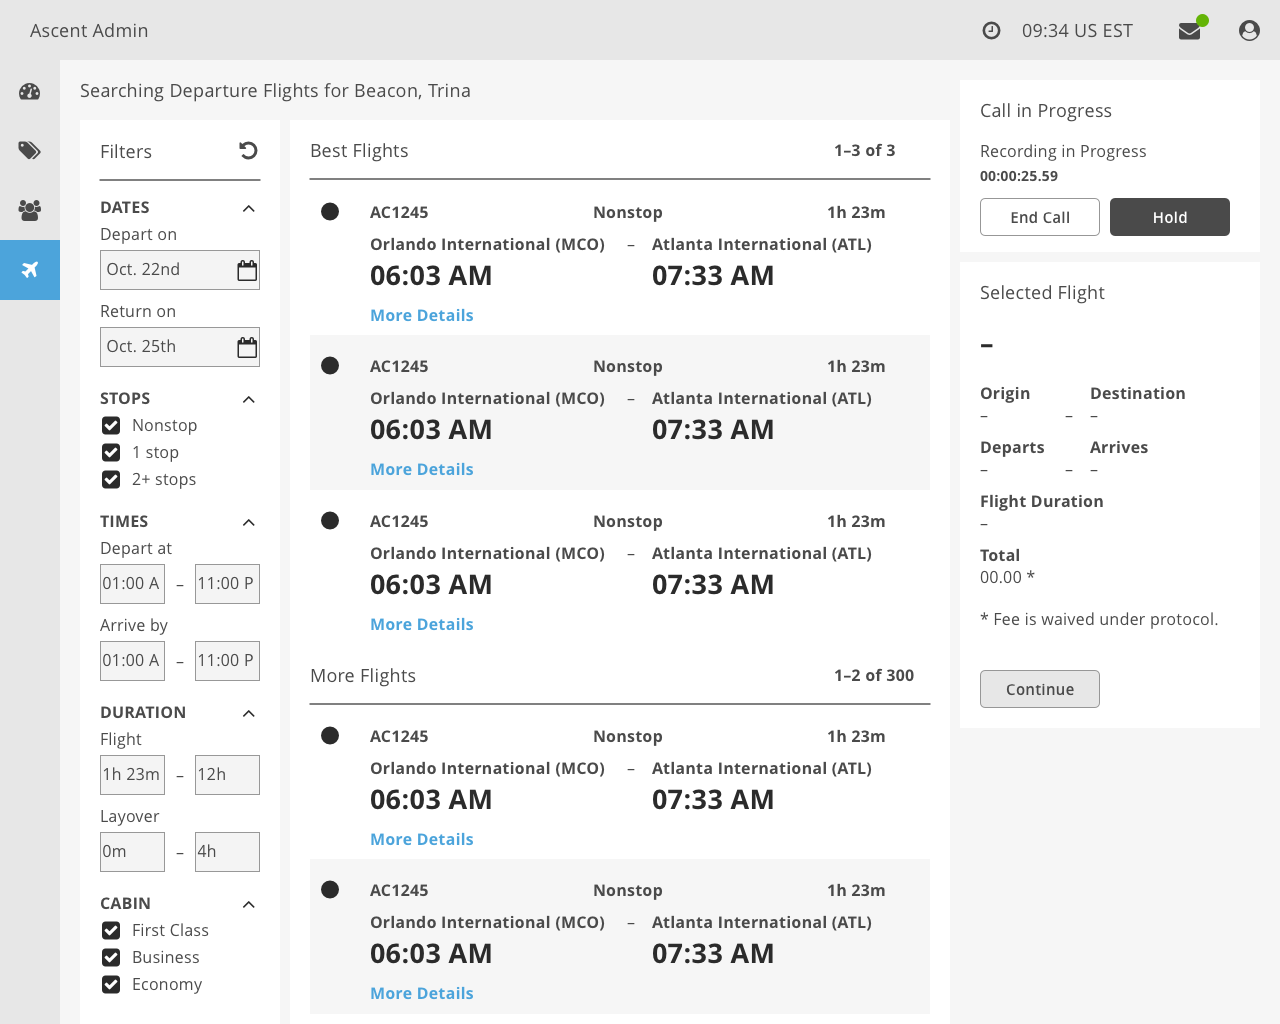 Ascent Admin
09:34 US EST
Searching Departure Flights for Beacon, Trina
Filters
DATES
Depart on
Oct. 22nd
Return on
Oct. 25th
STOPS
Nonstop
1 stop
2+ stops
TIMES
Depart at
01:00 A – 11:00 P
Arrive by
01:00 A – 11:00 P
DURATION
Flight
1h 23m – 12h
Layover
0m – 4h
CABIN
First Class
Business
Economy
Best Flights 1–3 of 3
AC1245 Nonstop 1h 23m
Orlando International (MCO) – Atlanta International (ATL)
06:03 AM 07:33 AM
More Details
AC1245 Nonstop 1h 23m
Orlando International (MCO) – Atlanta International (ATL)
06:03 AM 07:33 AM
More Details
AC1245 Nonstop 1h 23m
Orlando International (MCO) – Atlanta International (ATL)
06:03 AM 07:33 AM
More Details
More Flights 1–2 of 300
AC1245 Nonstop 1h 23m
Orlando International (MCO) – Atlanta International (ATL)
06:03 AM 07:33 AM
More Details
AC1245 Nonstop 1h 23m
Orlando International (MCO) – Atlanta International (ATL)
06:03 AM 07:33 AM
More Details
Call in Progress
Recording in Progress
00:00:25.59
End Call Hold
Selected Flight
–
Origin Destination
– – –
Departs Arrives
– – –
Flight Duration
–
Total
00.00 *
* Fee is waived under protocol.
Continue